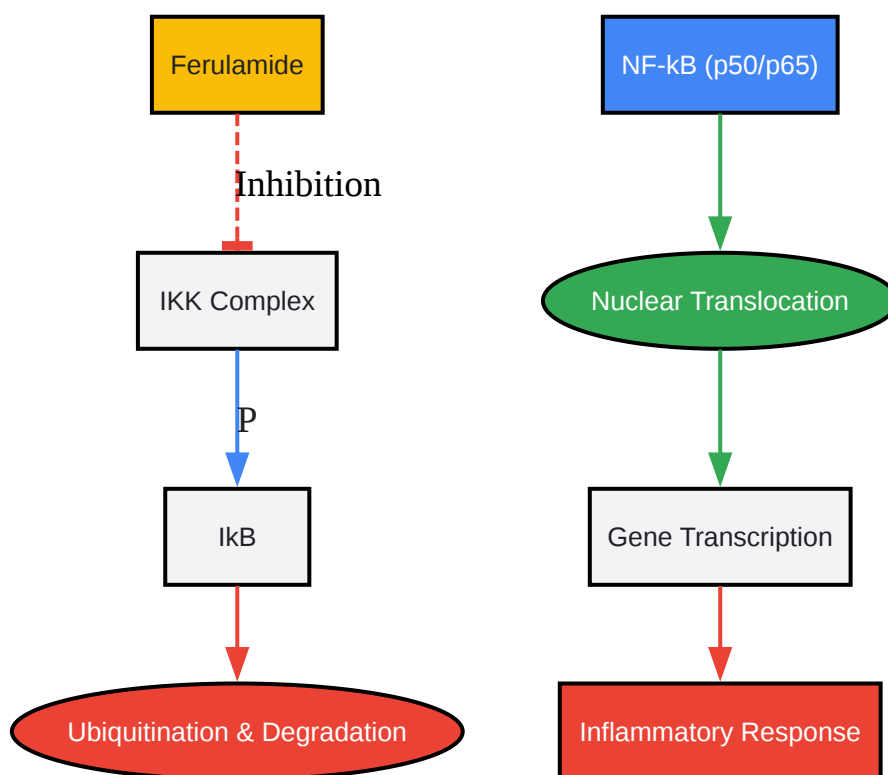 Ferulamide
NF-kB (p50/p65)
Inhibition
IKK Complex
Nuclear Translocation
P
IkB
Gene Transcription
Ubiquitination & Degradation
Inflammatory Response